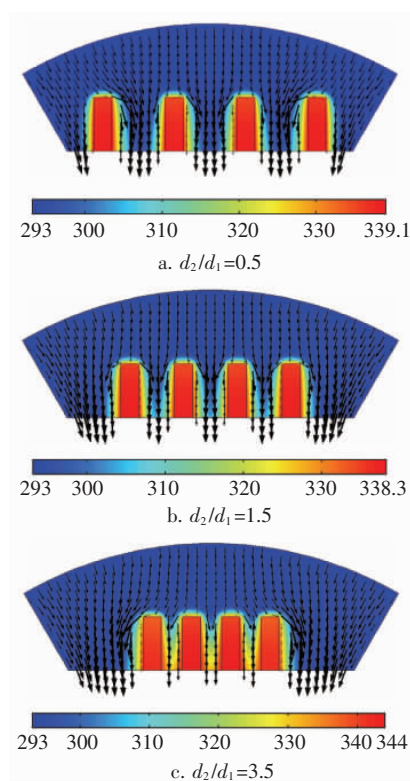 293 300 310 320 330 339.1
a. d₂/d₁=0.5
293 300 310 320 330 338.3
b. d₂/d₁=1.5
293 300 310 320 330 340 344
c. d₂/d₁=3.5